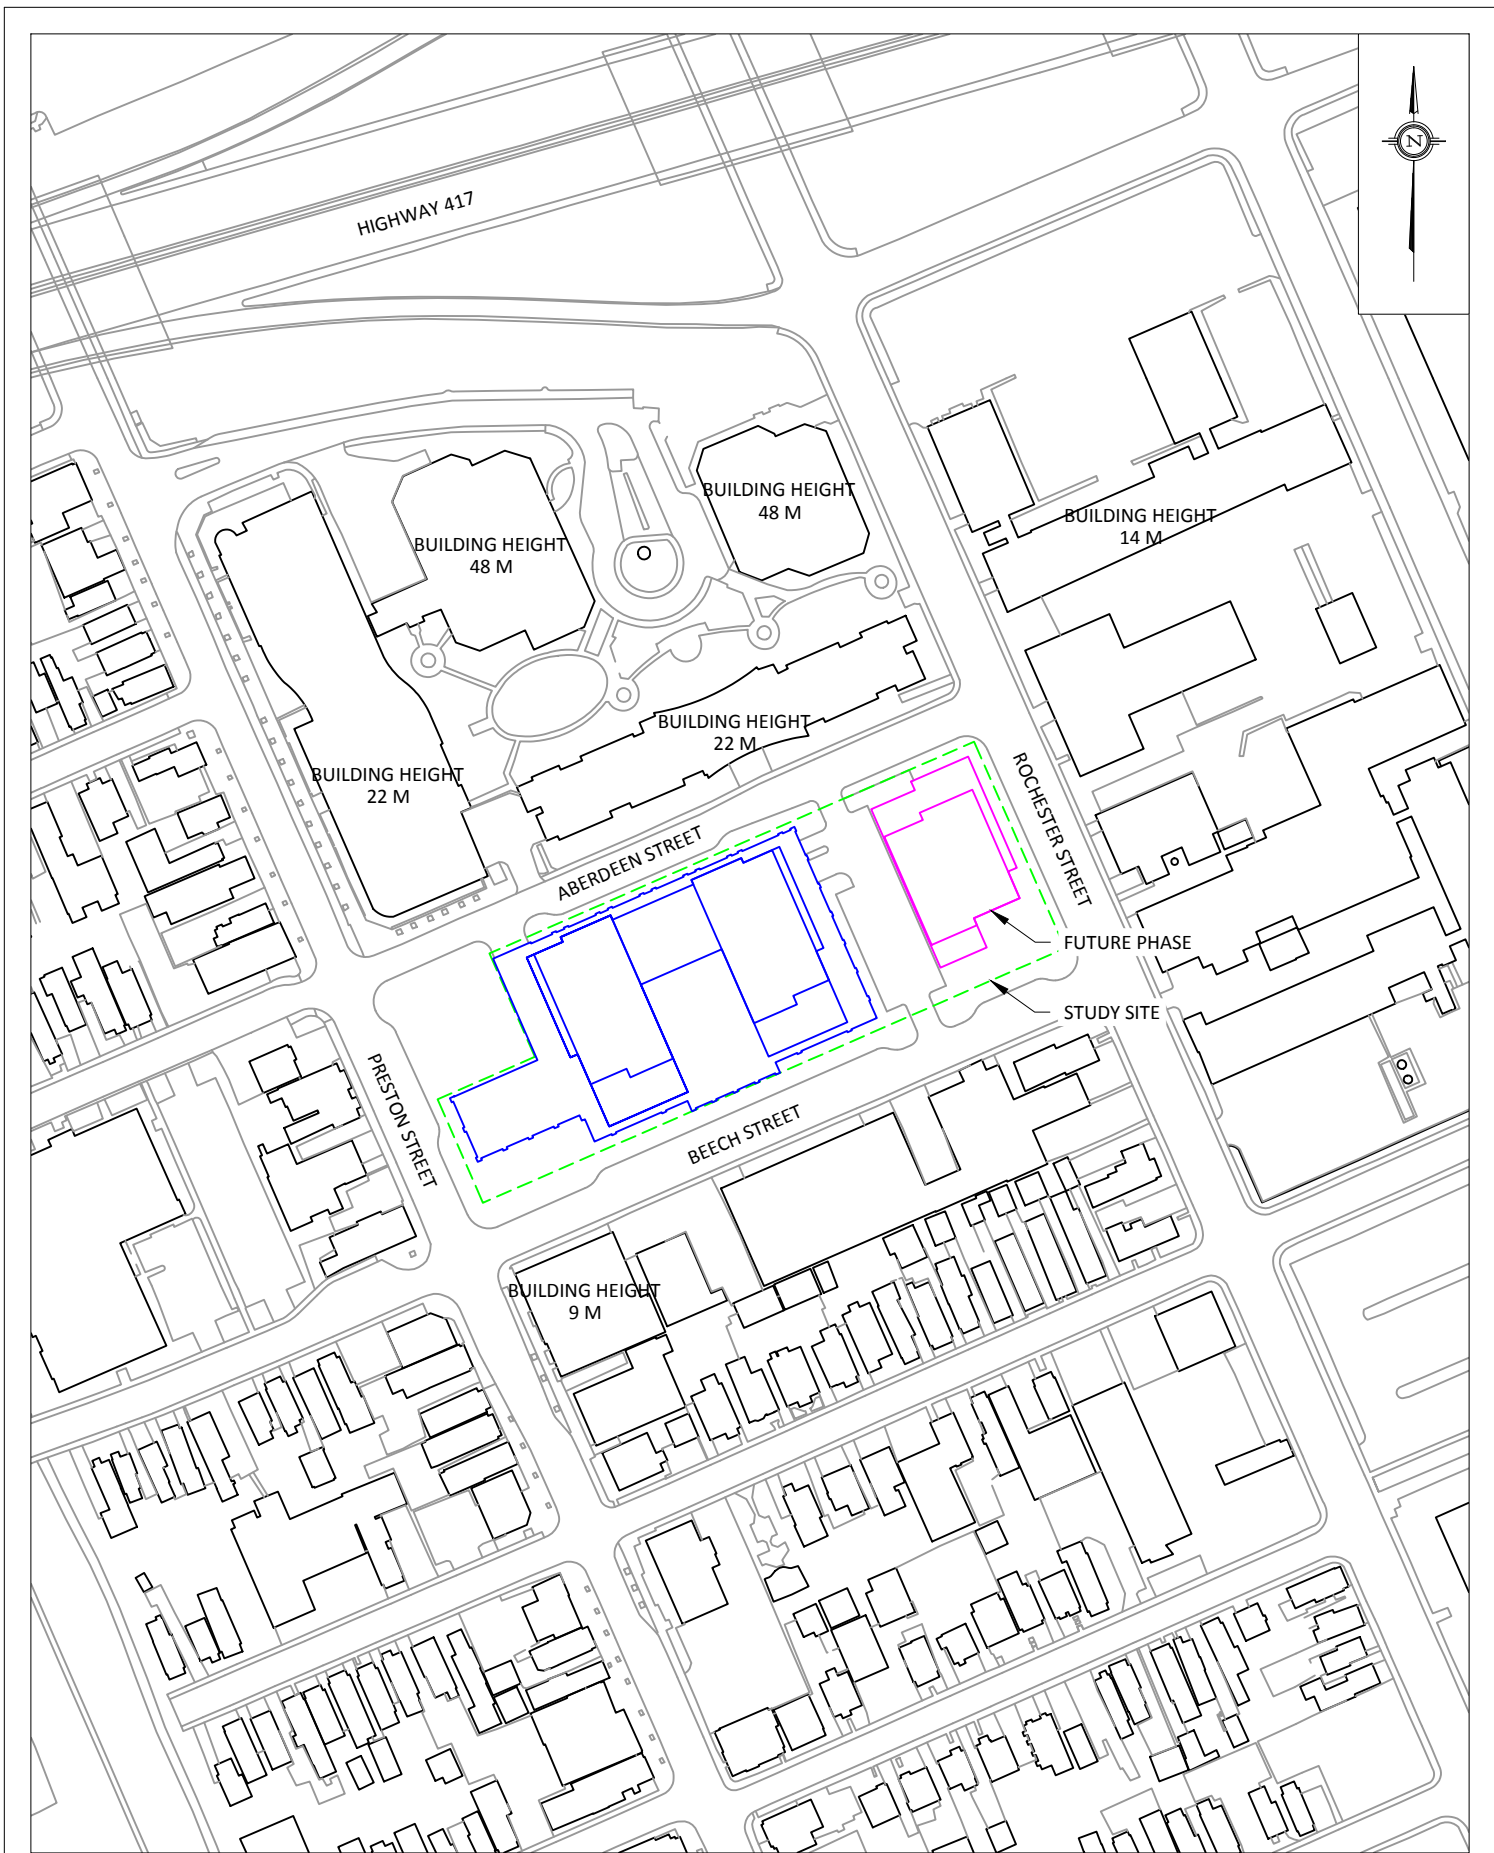 N
HIGHWAY 417
BUILDING HEIGHT
48 M
BUILDING HEIGHT
48 M
BUILDING HEIGHT
14 M
BUILDING HEIGHT
22 M
BUILDING HEIGHT
22 M
ROCHESTER STREET
ABERDEEN STREET
FUTURE PHASE
STUDY SITE
PRESTON STREET
BEECH STREET
BUILDING HEIGHT
9 M